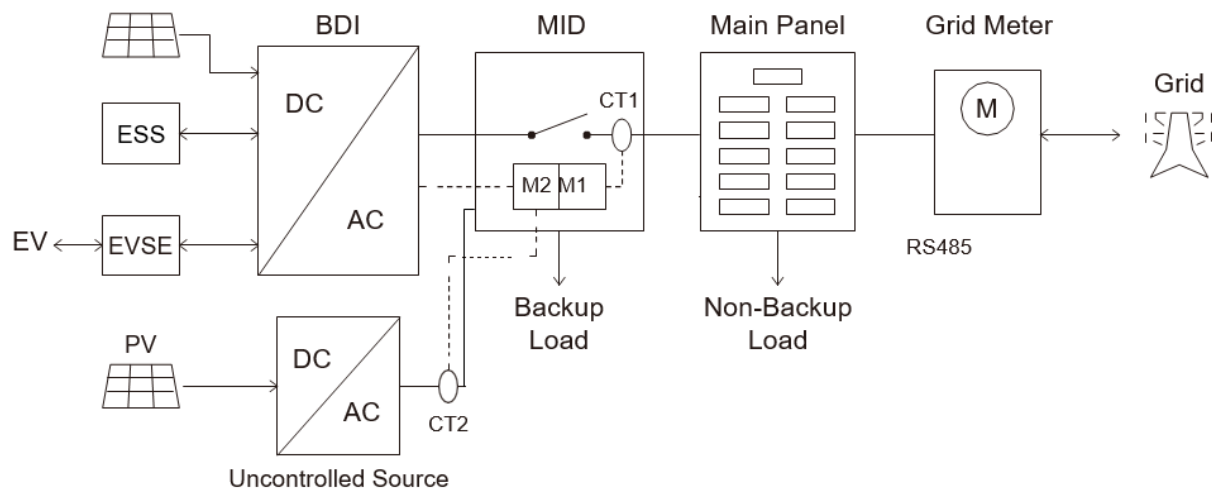 BDI
MID
Main Panel
Grid Meter
Grid
DC
AC
ESS
EV
EVSE
CT1
M2
M1
M
RS485
Backup
Load
Non-Backup
Load
PV
DC
AC
CT2
Uncontrolled Source